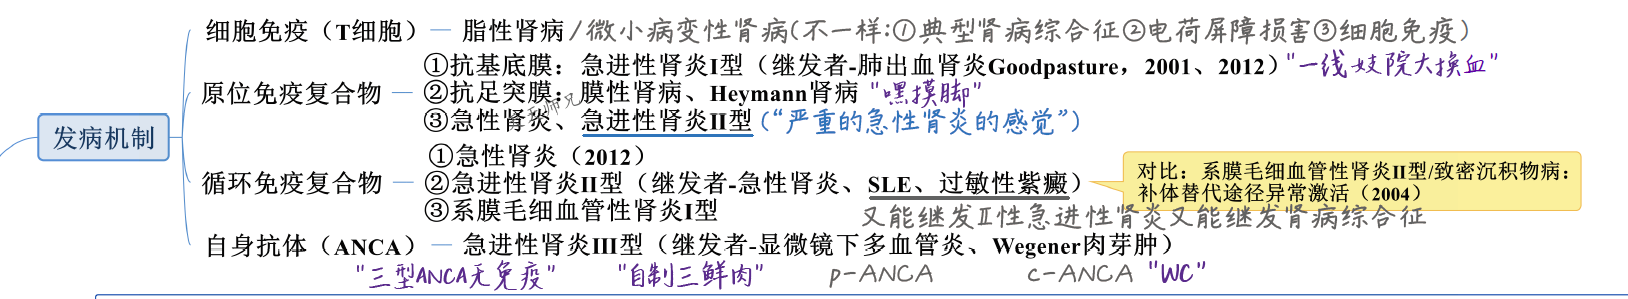 细胞免疫（T细胞）— 脂性肾病/微小病变性肾病(不一样:①典型肾病综合征②电荷屏障损害③细胞免疫)
①抗基底膜：急进性肾炎I型（继发者-肺出血肾炎Goodpasture，2001、2012）"一线妓院大换血"
原位免疫复合物 — ②抗足突膜：膜性肾病、Heymann肾病 "嘿摸脚"
③急性肾炎、急进性肾炎II型(“严重的急性肾炎的感觉”)
发病机制
①急性肾炎（2012）
循环免疫复合物 — ②急进性肾炎II型（继发者-急性肾炎、SLE、过敏性紫癜）
③系膜毛细血管性肾炎I型
对比：系膜毛细血管性肾炎II型/致密沉积物病：
补体替代途径异常激活（2004）
又能继发Ⅱ性急进性肾炎又能继发肾病综合征
自身抗体（ANCA）— 急进性肾炎III型（继发者-显微镜下多血管炎、Wegener肉芽肿）
"三型ANCA无免疫" "自制三鲜肉" p-ANCA c-ANCA "WC"